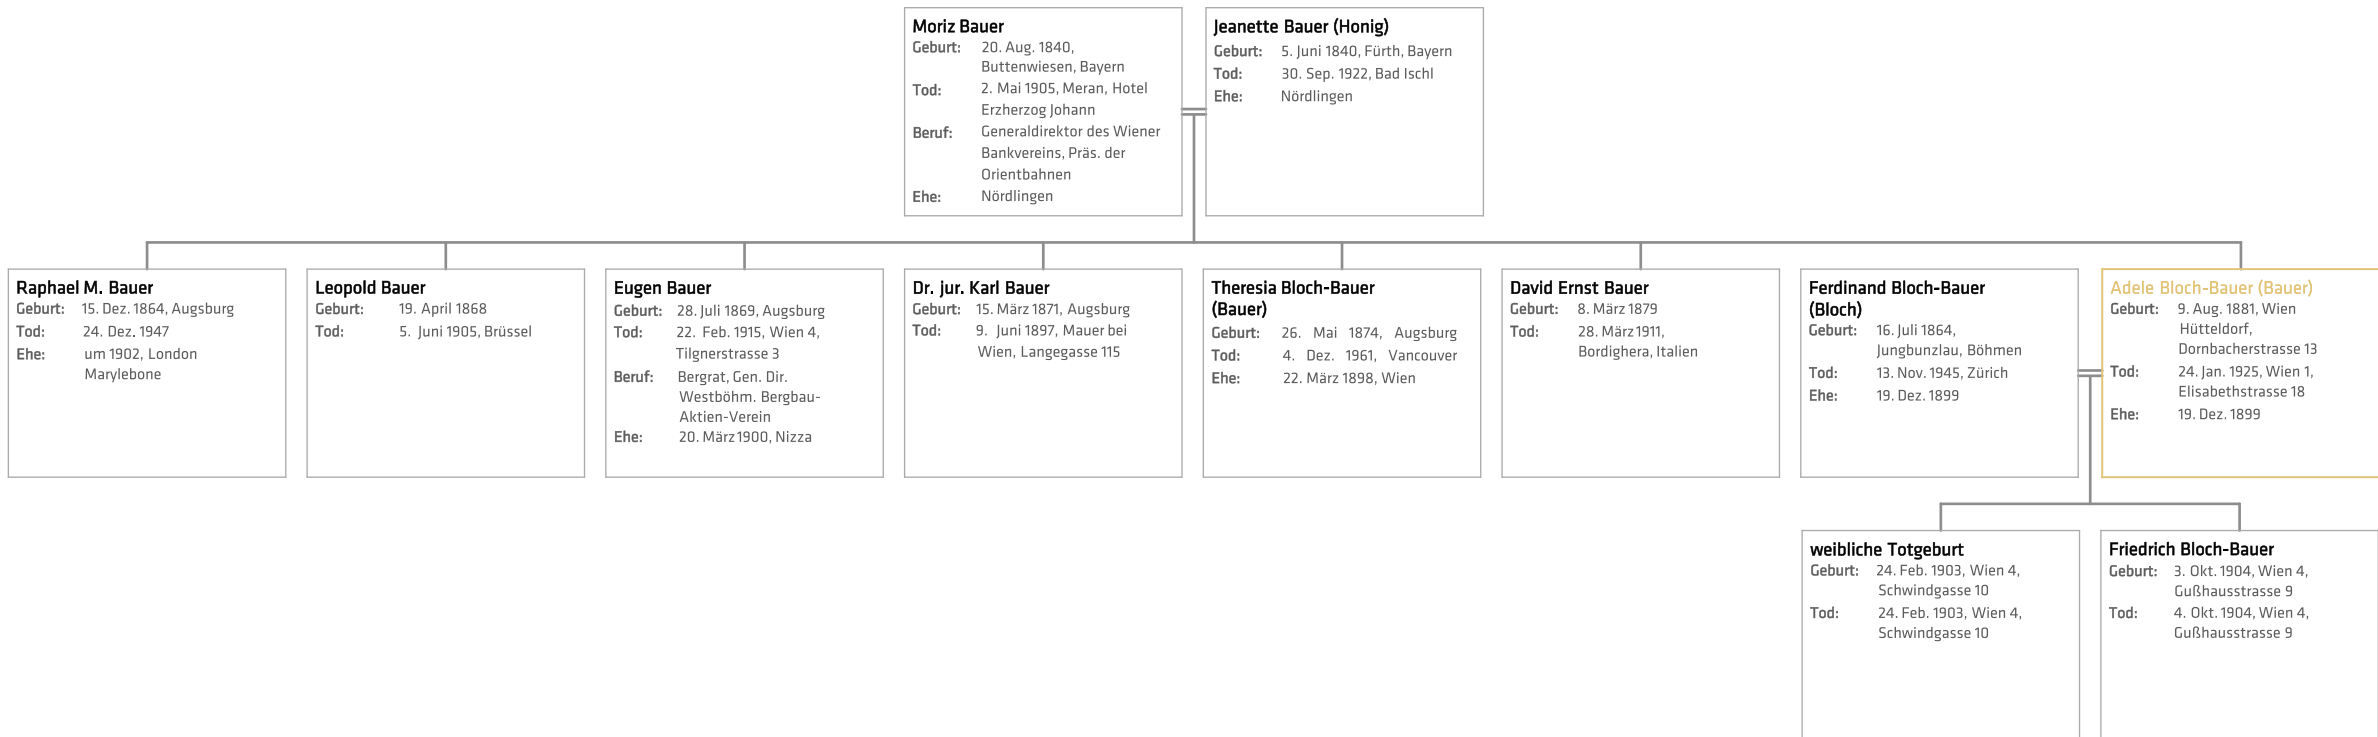 Moriz Bauer
Geburt: 20. Aug. 1840,
Buttenwiesen, Bayern
Tod: 2. Mai 1905, Meran, Hotel
Erzherzog Johann
Beruf: Generaldirektor des Wiener
Bankvereins, Präs. der
Orientbahnen
Ehe: Nördlingen
Jeanette Bauer (Honig)
Geburt: 5. Juni 1840, Fürth, Bayern
Tod: 30. Sep. 1922, Bad Ischl
Ehe: Nördlingen
Raphael M. Bauer
Geburt: 15. Dez. 1864, Augsburg
Tod: 24. Dez. 1947
Ehe: um 1902, London
Marylebone
Leopold Bauer
Geburt: 19. April 1868
Tod: 5. Juni 1905, Brüssel
Eugen Bauer
Geburt: 28. Juli 1869, Augsburg
Tod: 22. Feb. 1915, Wien 4,
Tilgnerstrasse 3
Beruf: Bergrat, Gen. Dir.
Westböhm. Bergbau-
Aktien-Verein
Ehe: 20. März 1900, Nizza
Dr. jur. Karl Bauer
Geburt: 15. März 1871, Augsburg
Tod: 9. Juni 1897, Mauer bei
Wien, Langegasse 115
Theresia Bloch-Bauer
(Bauer)
Geburt: 26. Mai 1874, Augsburg
Tod: 4. Dez. 1961, Vancouver
Ehe: 22. März 1898, Wien
David Ernst Bauer
Geburt: 8. März 1879
Tod: 28. März 1911,
Bordighera, Italien
Ferdinand Bloch-Bauer
(Bloch)
Geburt: 16. Juli 1864,
Jungbunzlau, Böhmen
Tod: 13. Nov. 1945, Zürich
Ehe: 19. Dez. 1899
Adele Bloch-Bauer (Bauer)
Geburt: 9. Aug. 1881, Wien
Hütteldorf,
Dornbacherstrasse 13
Tod: 24. Jan. 1925, Wien 1,
Elisabethstrasse 18
Ehe: 19. Dez. 1899
weibliche Totgeburt
Geburt: 24. Feb. 1903, Wien 4,
Schwindgasse 10
Tod: 24. Feb. 1903, Wien 4,
Schwindgasse 10
Friedrich Bloch-Bauer
Geburt: 3. Okt. 1904, Wien 4,
Gußhausstrasse 9
Tod: 4. Okt. 1904, Wien 4,
Gußhausstrasse 9